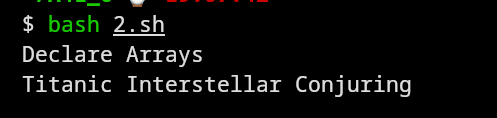 $ bash 2.sh
Declare Arrays
Titanic Interstellar Conjuring